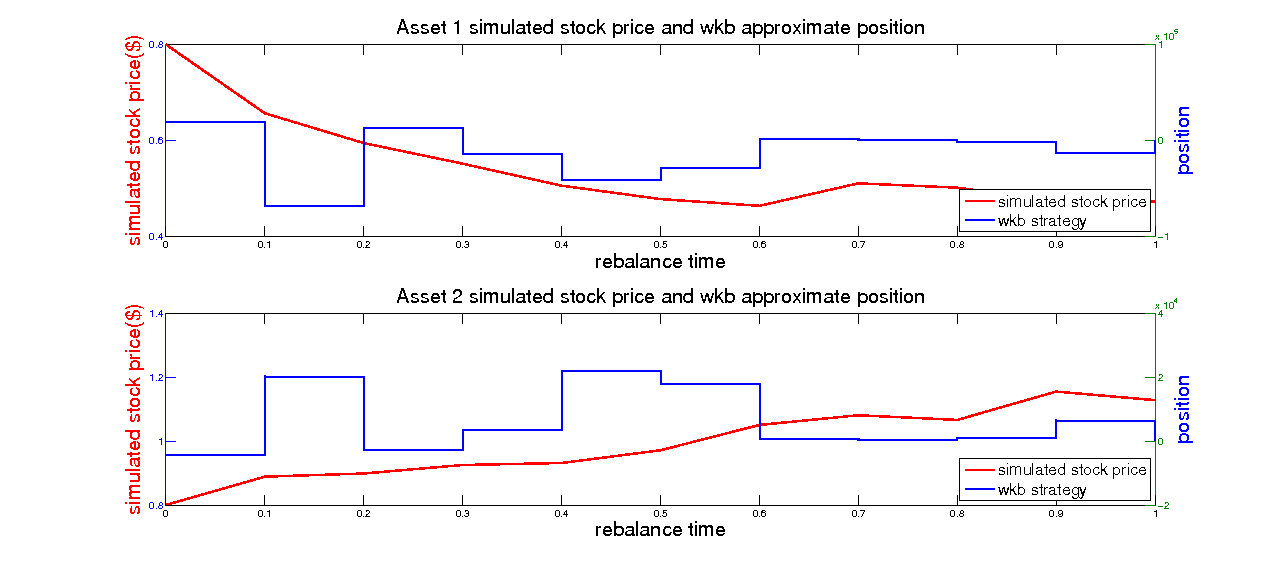 Asset 1 simulated stock price and wkb approximate position
x 10^5
0.8
0.6
0.4
simulated stock price($)
1
0
-1
position
simulated stock price
wkb strategy
0 0.1 0.2 0.3 0.4 0.5 0.6 0.7 0.8 0.9 1
rebalance time
Asset 2 simulated stock price and wkb approximate position
x 10^4
1.4
1.2
1
0.8
simulated stock price($)
4
2
0
-2
position
simulated stock price
wkb strategy
0 0.1 0.2 0.3 0.4 0.5 0.6 0.7 0.8 0.9 1
rebalance time